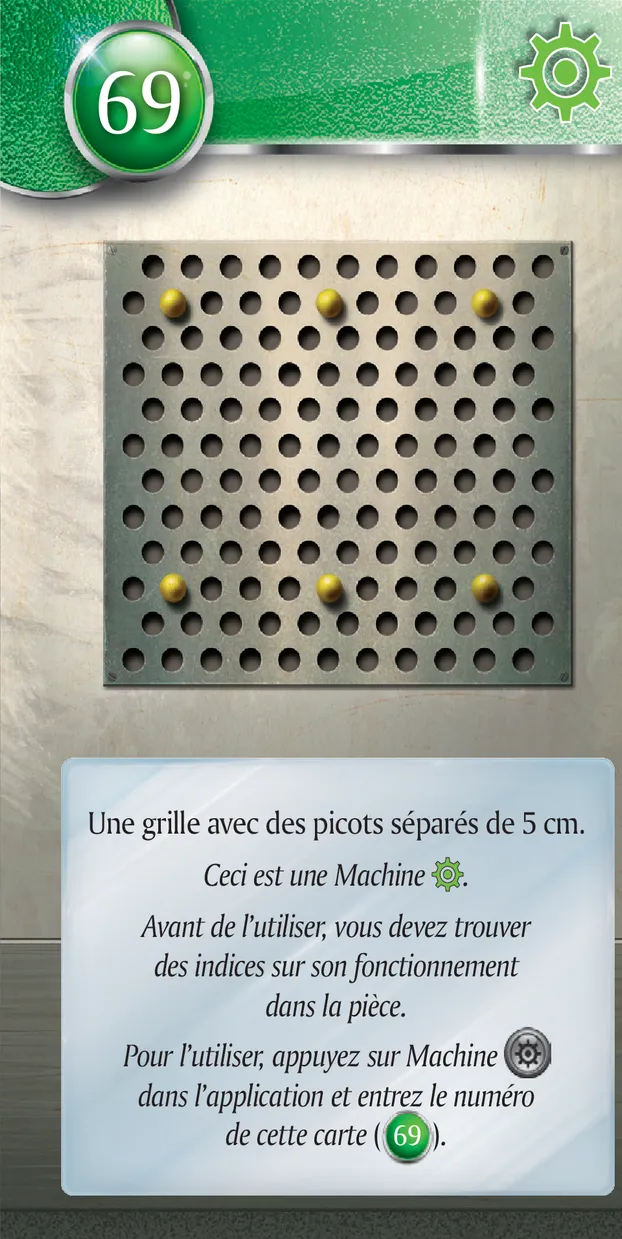 69
Une grille avec des picots séparés de 5 cm.
Ceci est une Machine .
Avant de l'utiliser, vous devez trouver
des indices sur son fonctionnement
dans la pièce.
Pour l'utiliser, appuyez sur Machine
dans l'application et entrez le numéro
de cette carte ( 69 ).